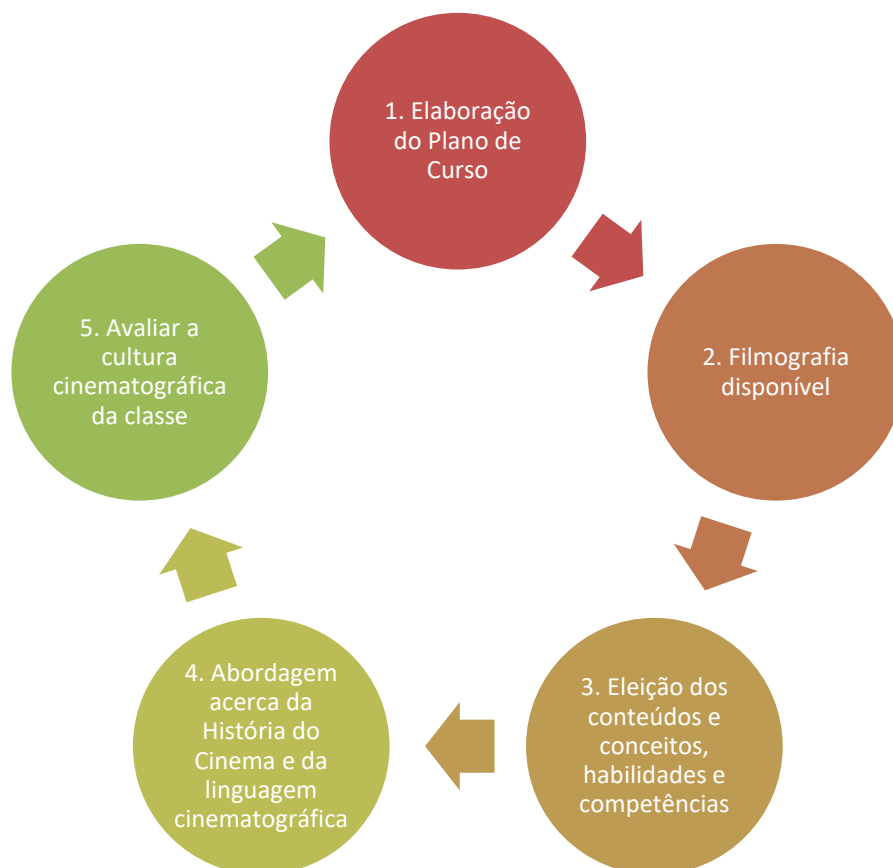 1. Elaboração
do Plano de
Curso
2. Filmografia
disponível
3. Eleição dos
conteúdos e
conceitos,
habilidades e
competências
4. Abordagem
acerca da
História do
Cinema e da
linguagem
cinematográfica
5. Avaliar a
cultura
cinematográfica
da classe